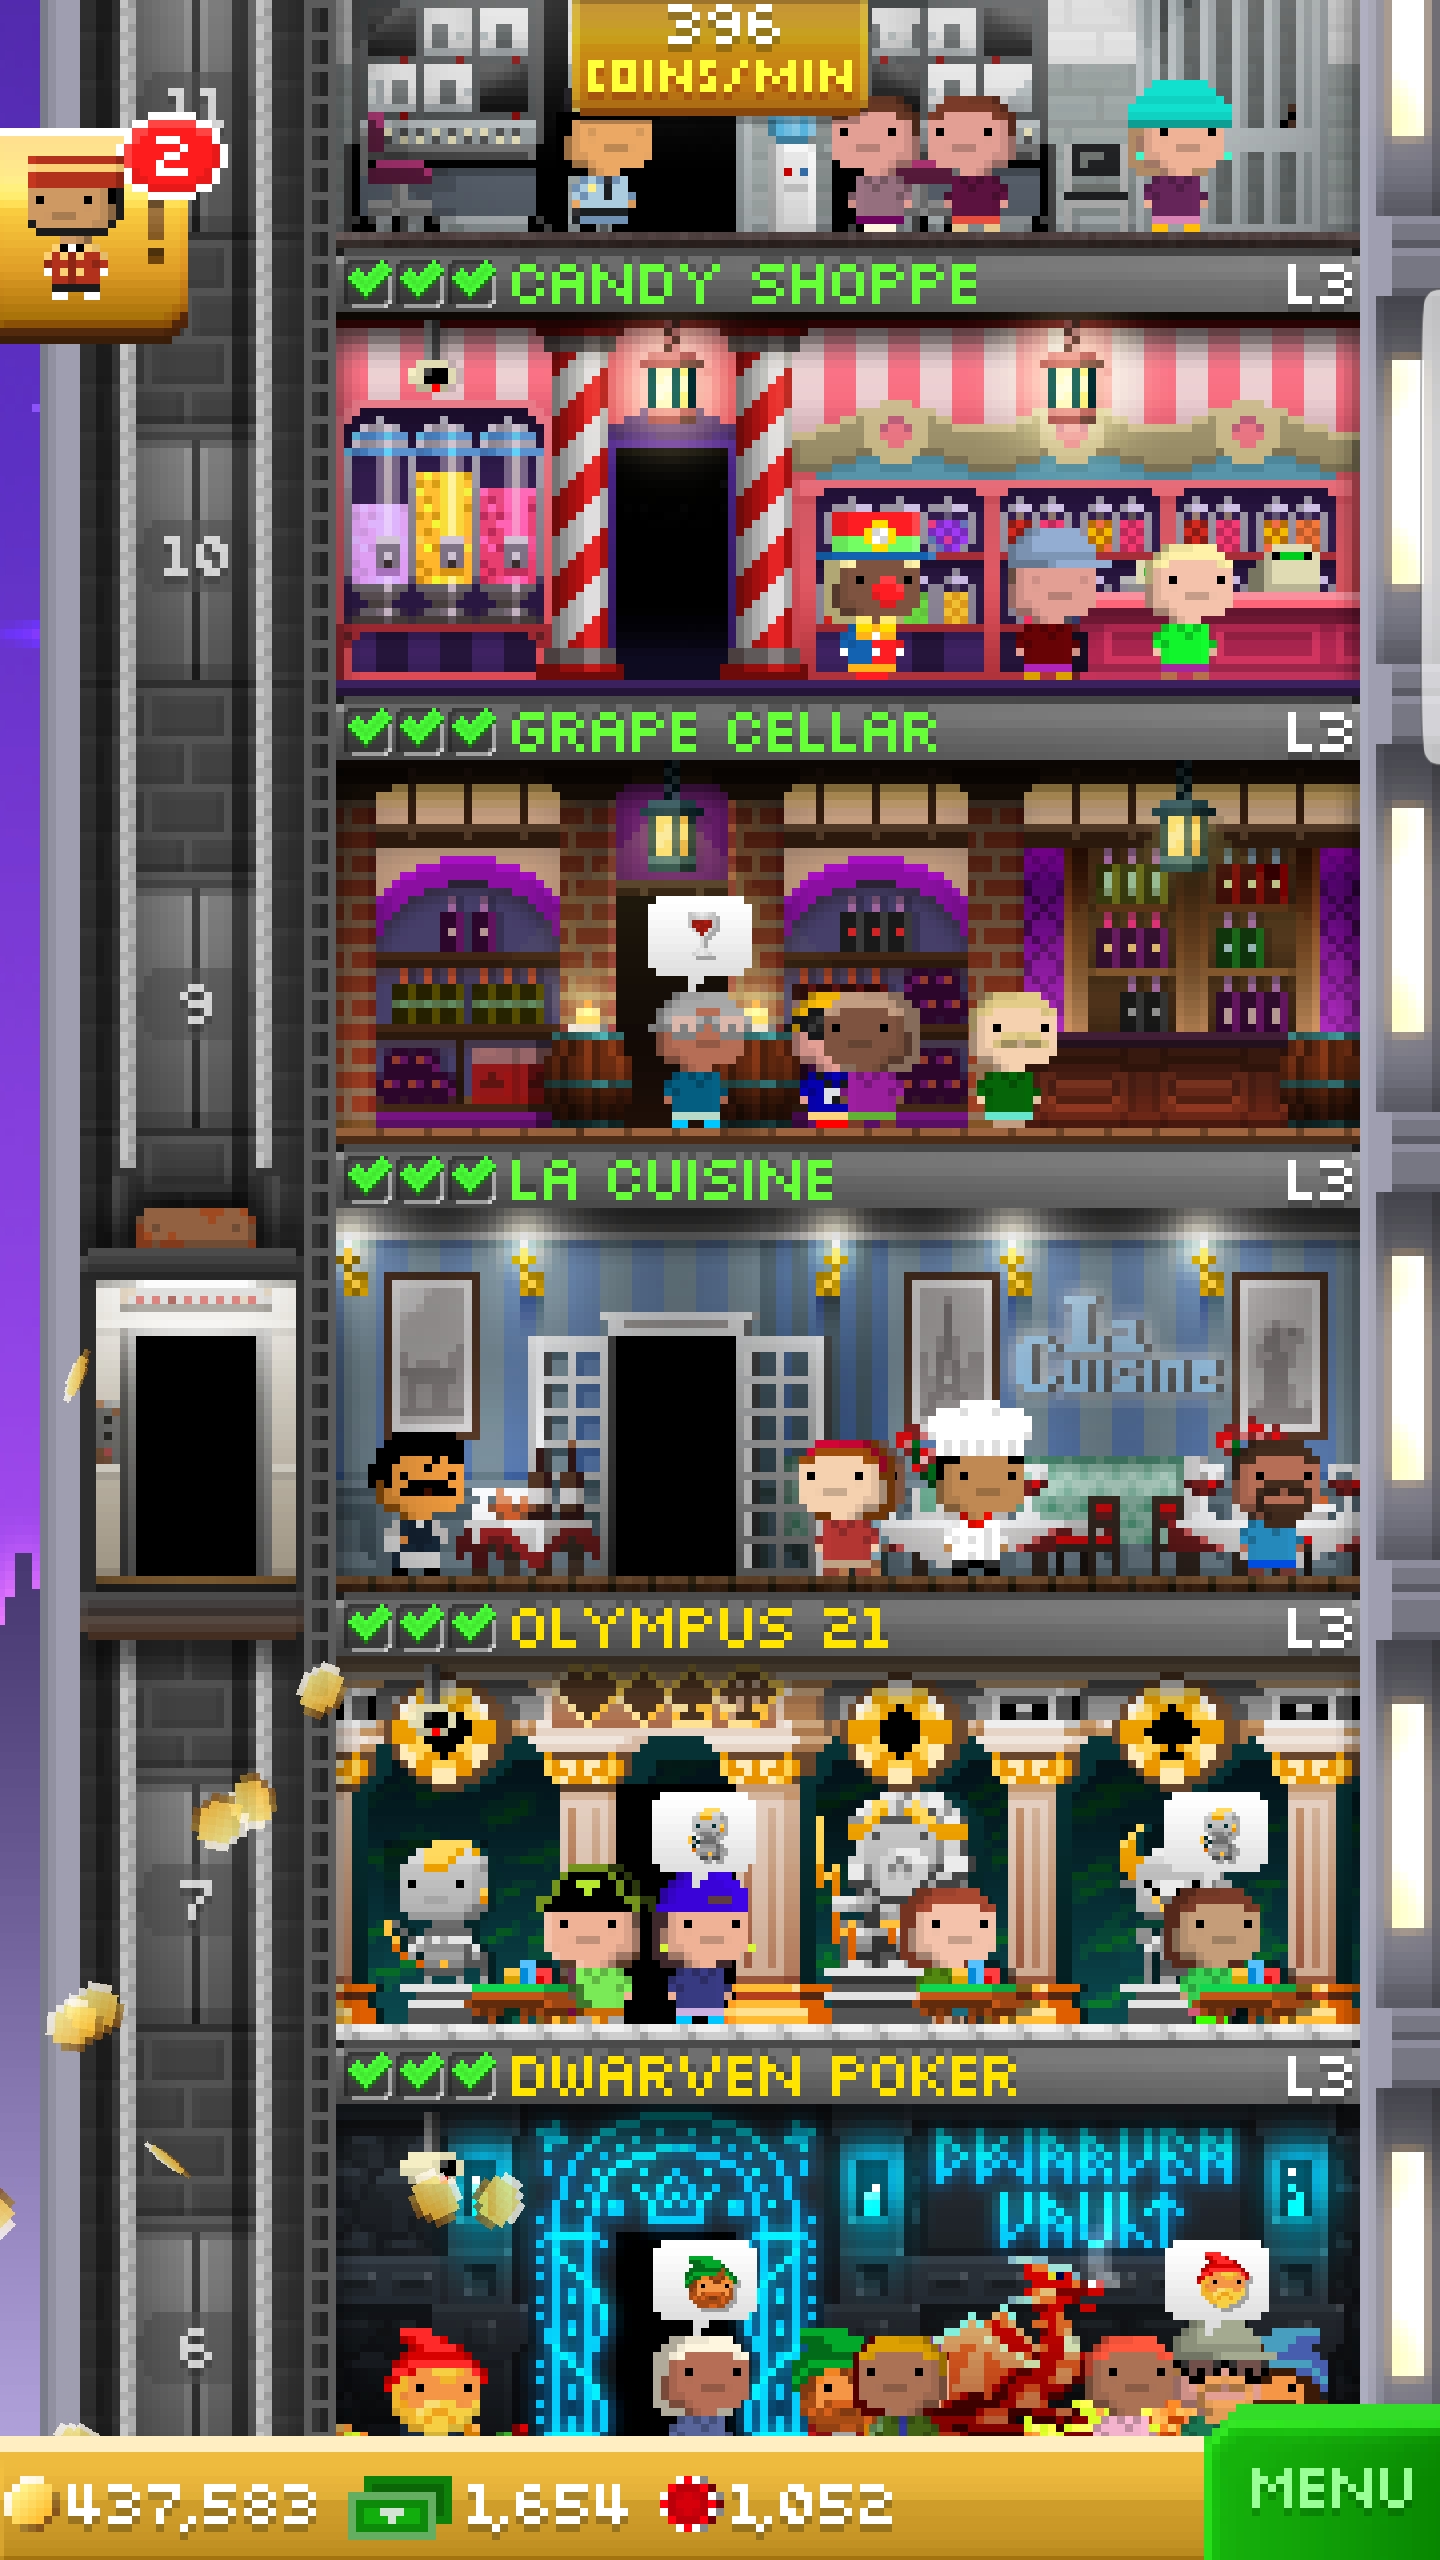 396
COINS/MIN
11
2
CANDY SHOPPE L3
10
GRAPE CELLAR L3
9
LA CUISINE L3
La
Cuisine
OLYMPUS 21 L3
7
DWARVEN POKER L3
DWARVEN
VAULT
6
437,583 1,654 1,052
MENU